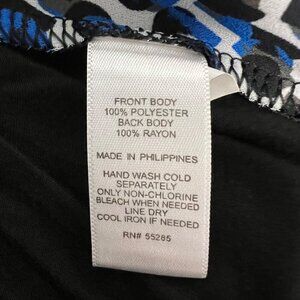 FRONT BODY
100% POLYESTER
BACK BODY
100% RAYON
MADE IN PHILIPPINES
HAND WASH COLD
SEPARATELY
ONLY NON-CHLORINE
BLEACH WHEN NEEDED
LINE DRY
COOL IRON IF NEEDED
RN# 55285